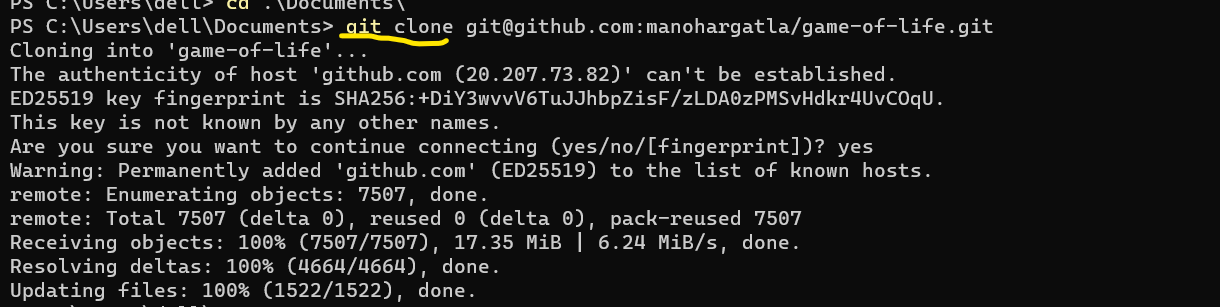 PS C:\Users\dell> cd .\Documents\
PS C:\Users\dell\Documents> git clone git@github.com:manohargatla/game-of-life.git
Cloning into 'game-of-life'...
The authenticity of host 'github.com (20.207.73.82)' can't be established.
ED25519 key fingerprint is SHA256:+DiY3wvvV6TuJJhbpZisF/zLDA0zPMSvHdkr4UvCOqU.
This key is not known by any other names.
Are you sure you want to continue connecting (yes/no/[fingerprint])? yes
Warning: Permanently added 'github.com' (ED25519) to the list of known hosts.
remote: Enumerating objects: 7507, done.
remote: Total 7507 (delta 0), reused 0 (delta 0), pack-reused 7507
Receiving objects: 100% (7507/7507), 17.35 MiB | 6.24 MiB/s, done.
Resolving deltas: 100% (4664/4664), done.
Updating files: 100% (1522/1522), done.